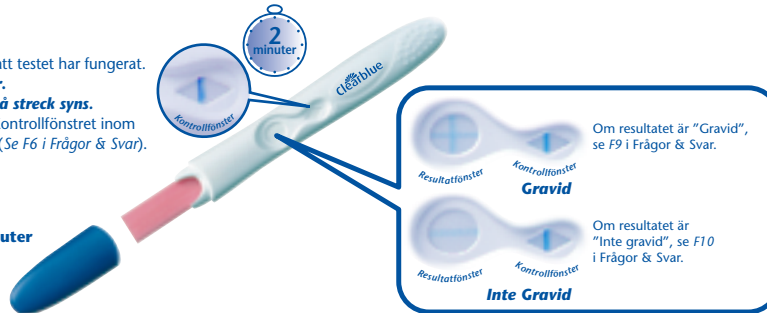 2
minuter
att testet har fungerat.
r.
å streck syns.
kontrollfönstret inom
(Se F6 i Frågor & Svar).
uter
Kontrollfönster
Clearblue
Resultatfönster
Kontrollfönster
Gravid
Om resultatet är ”Gravid”,
se F9 i Frågor & Svar.
Resultatfönster
Kontrollfönster
Inte Gravid
Om resultatet är
”Inte gravid”, se F10
i Frågor & Svar.